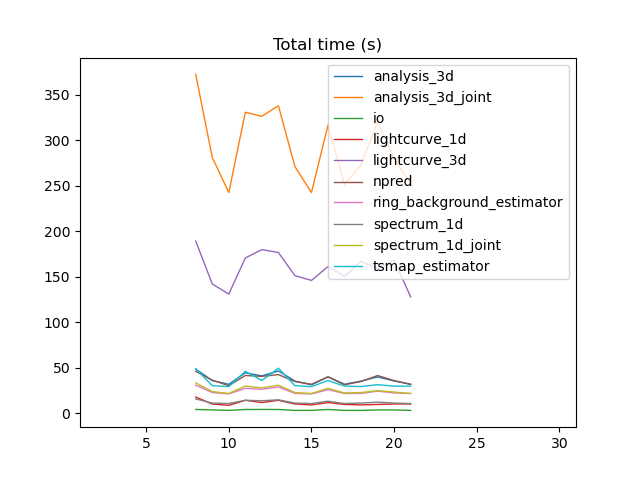 Total time (s)
analysis_3d
analysis_3d_joint
io
lightcurve_1d
lightcurve_3d
npred
ring_background_estimator
spectrum_1d
spectrum_1d_joint
tsmap_estimator
350
300
250
200
150
100
50
0
5 10 15 20 25 30